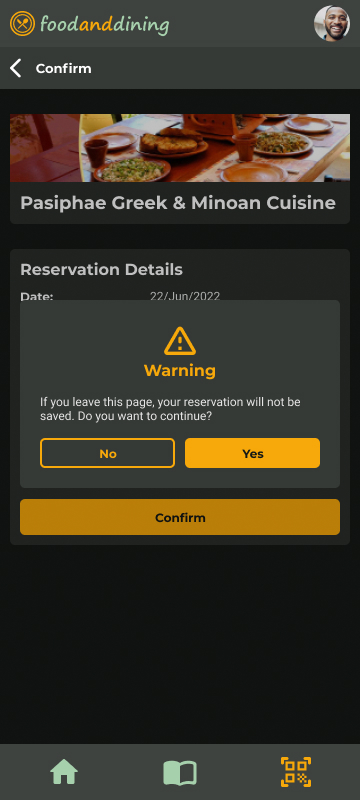 foodanddining
Confirm
Pasiphae Greek & Minoan Cuisine
Reservation Details
Date: 22/Jun/2022
Warning
If you leave this page, your reservation will not be
saved. Do you want to continue?
No Yes
Confirm